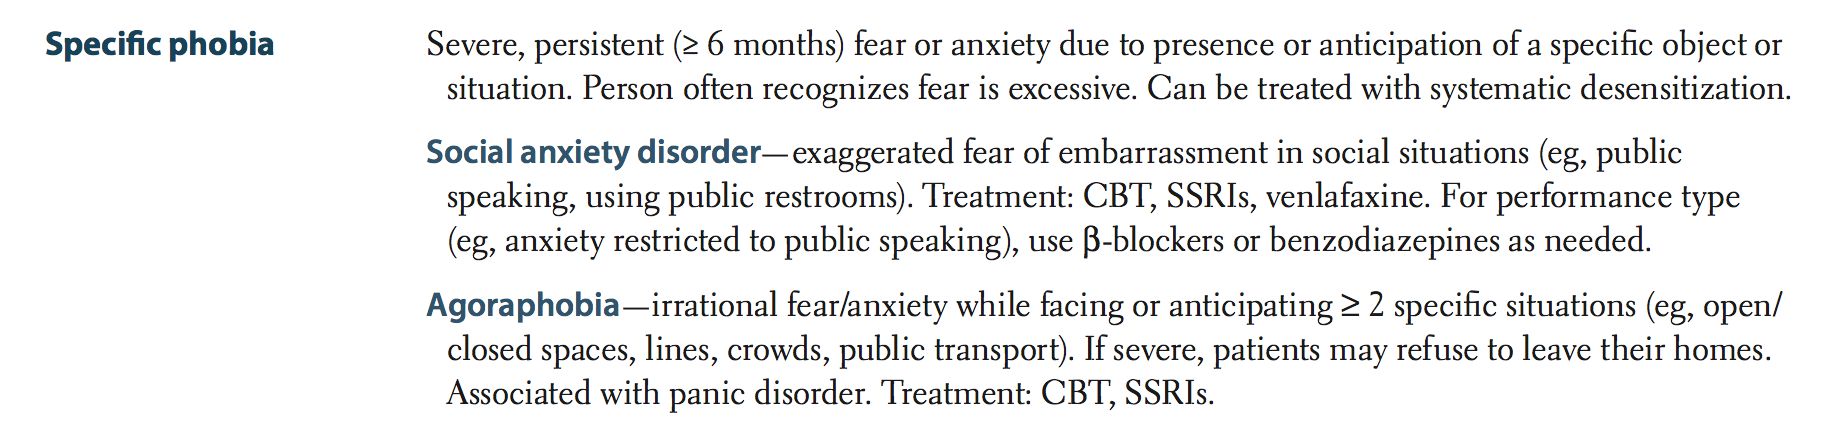 Specific phobia
Severe, persistent (≥ 6 months) fear or anxiety due to presence or anticipation of a specific object or
situation. Person often recognizes fear is excessive. Can be treated with systematic desensitization.
Social anxiety disorder—exaggerated fear of embarrassment in social situations (eg, public
speaking, using public restrooms). Treatment: CBT, SSRIs, venlafaxine. For performance type
(eg, anxiety restricted to public speaking), use β-blockers or benzodiazepines as needed.
Agoraphobia—irrational fear/anxiety while facing or anticipating ≥ 2 specific situations (eg, open/
closed spaces, lines, crowds, public transport). If severe, patients may refuse to leave their homes.
Associated with panic disorder. Treatment: CBT, SSRIs.